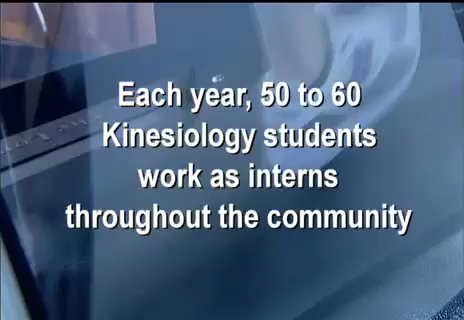 Each year, 50 to 60
Kinesiology students
work as interns
throughout the community